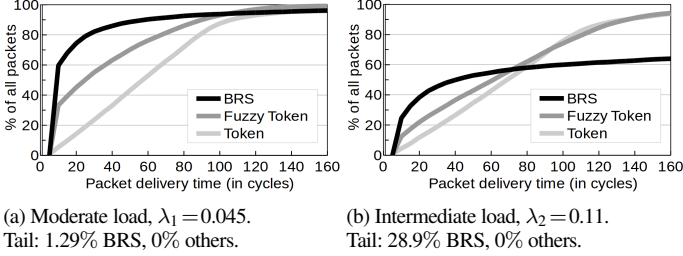 100
80
60
40
20
0
% of all packets
BRS
Fuzzy Token
Token
0 20 40 60 80 100 120 140 160
Packet delivery time (in cycles)
(a) Moderate load, λ₁=0.045.
Tail: 1.29% BRS, 0% others.
100
80
60
40
20
0
% of all packets
BRS
Fuzzy Token
Token
0 20 40 60 80 100 120 140 160
Packet delivery time (in cycles)
(b) Intermediate load, λ₂=0.11.
Tail: 28.9% BRS, 0% others.